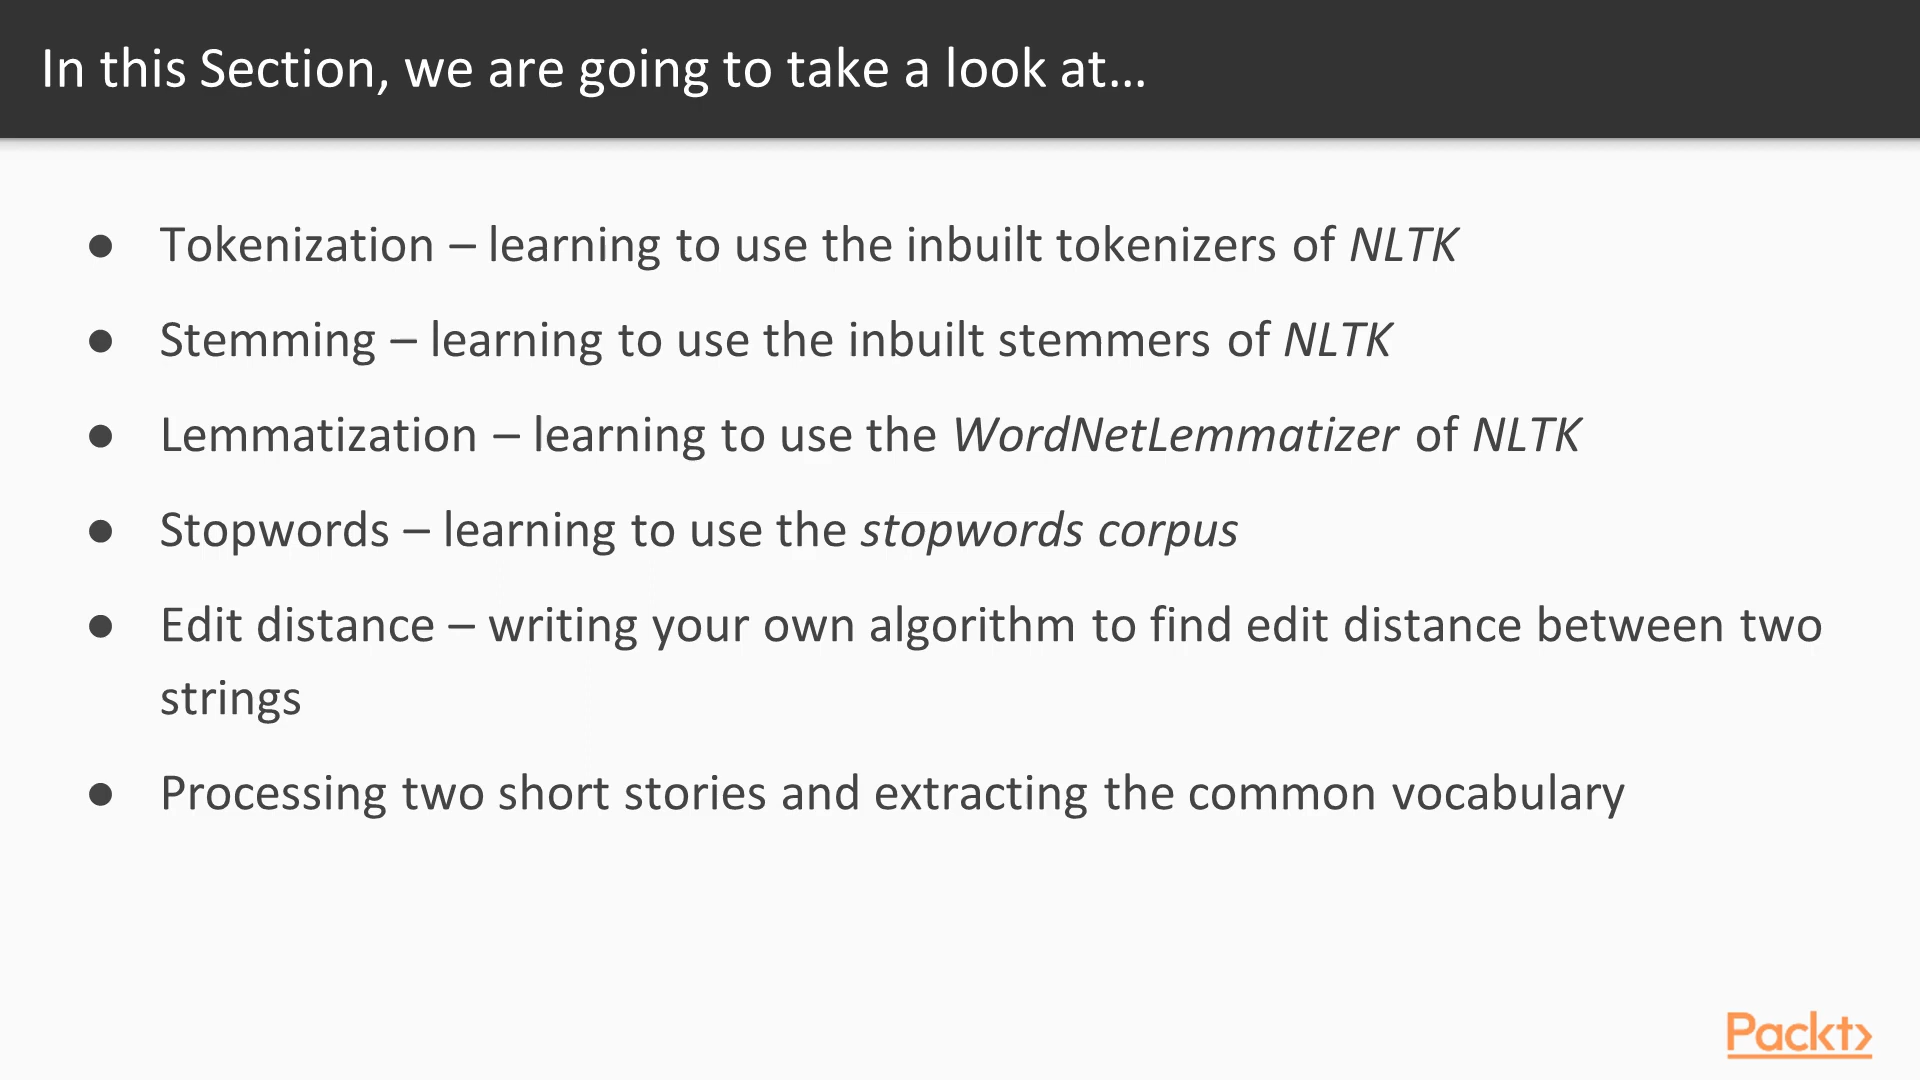 In this Section, we are going to take a look at...
● Tokenization – learning to use the inbuilt tokenizers of NLTK
● Stemming – learning to use the inbuilt stemmers of NLTK
● Lemmatization – learning to use the WordNetLemmatizer of NLTK
● Stopwords – learning to use the stopwords corpus
● Edit distance – writing your own algorithm to find edit distance between two
strings
● Processing two short stories and extracting the common vocabulary
Packt>